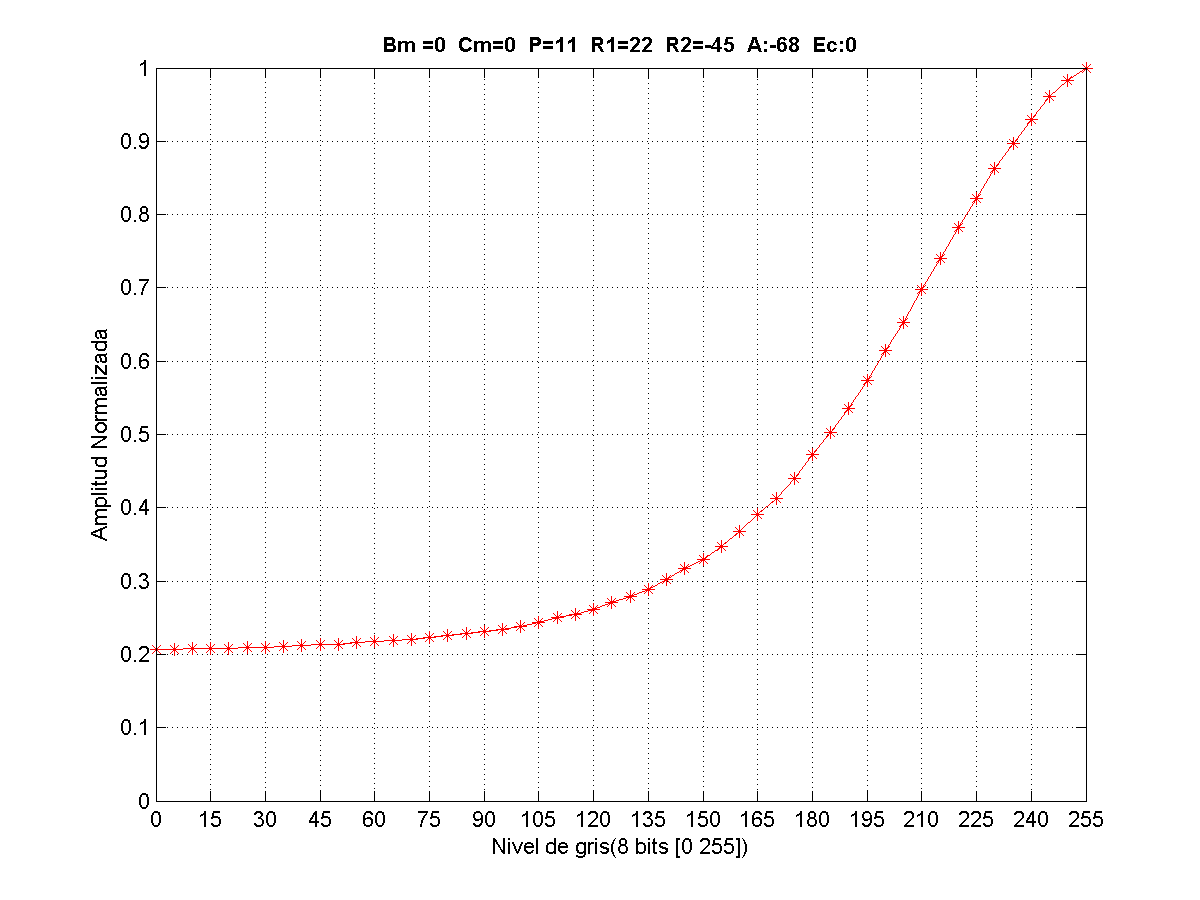 Bm =0 Cm=0 P=11 R1=22 R2=-45 A:-68 Ec:0
1
0.9
0.8
0.7
0.6
0.5
0.4
0.3
0.2
0.1
0
Amplitud Normalizada
0 15 30 45 60 75 90 105 120 135 150 165 180 195 210 225 240 255
Nivel de gris(8 bits [0 255])